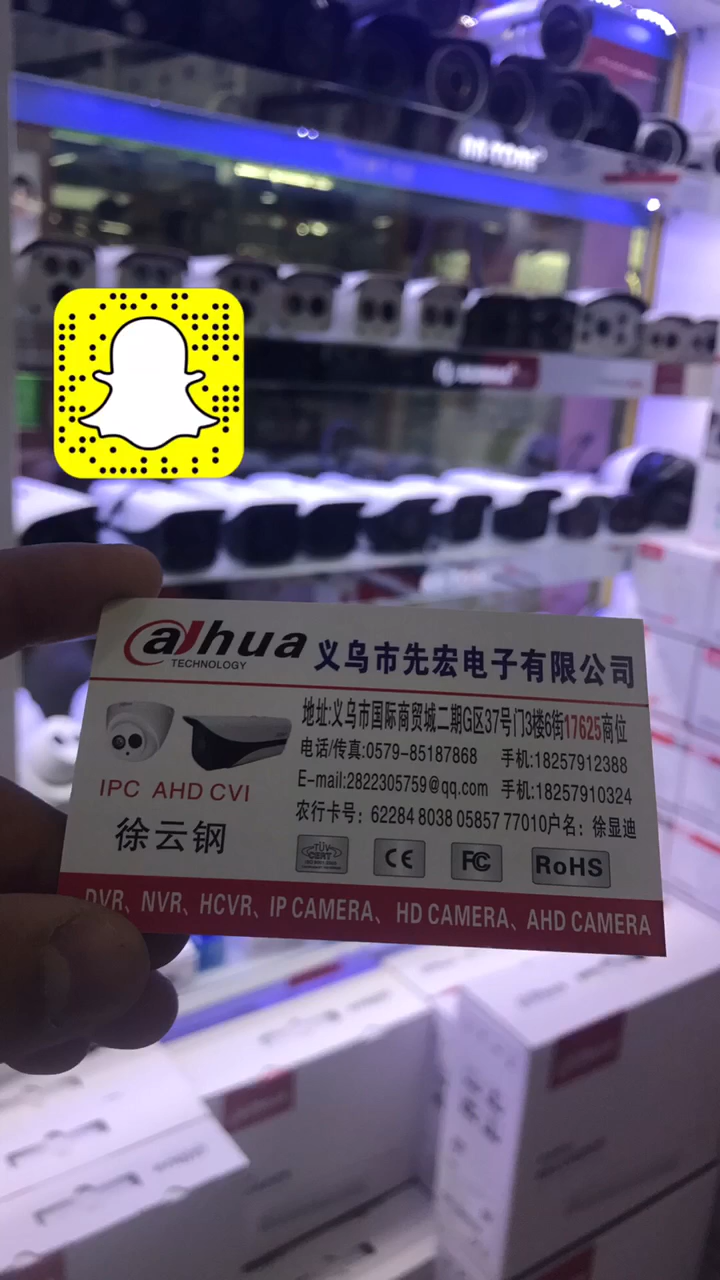 alhua
TECHNOLOGY
义乌市先宏电子有限公司
地址:义乌市国际商贸城二期G区37号门3楼6街17625商位
电话/传真:0579-85187868 手机:18257912388
E-mail:2822305759@qq.com 手机:18257910324
农行卡号：62284 8038 05857 77010户名：徐显迪
IPC AHD CVI
徐云钢
TÜV
CERT
CE
FC
RoHS
DVR、NVR、HCVR、IP CAMERA、HD CAMERA、AHD CAMERA